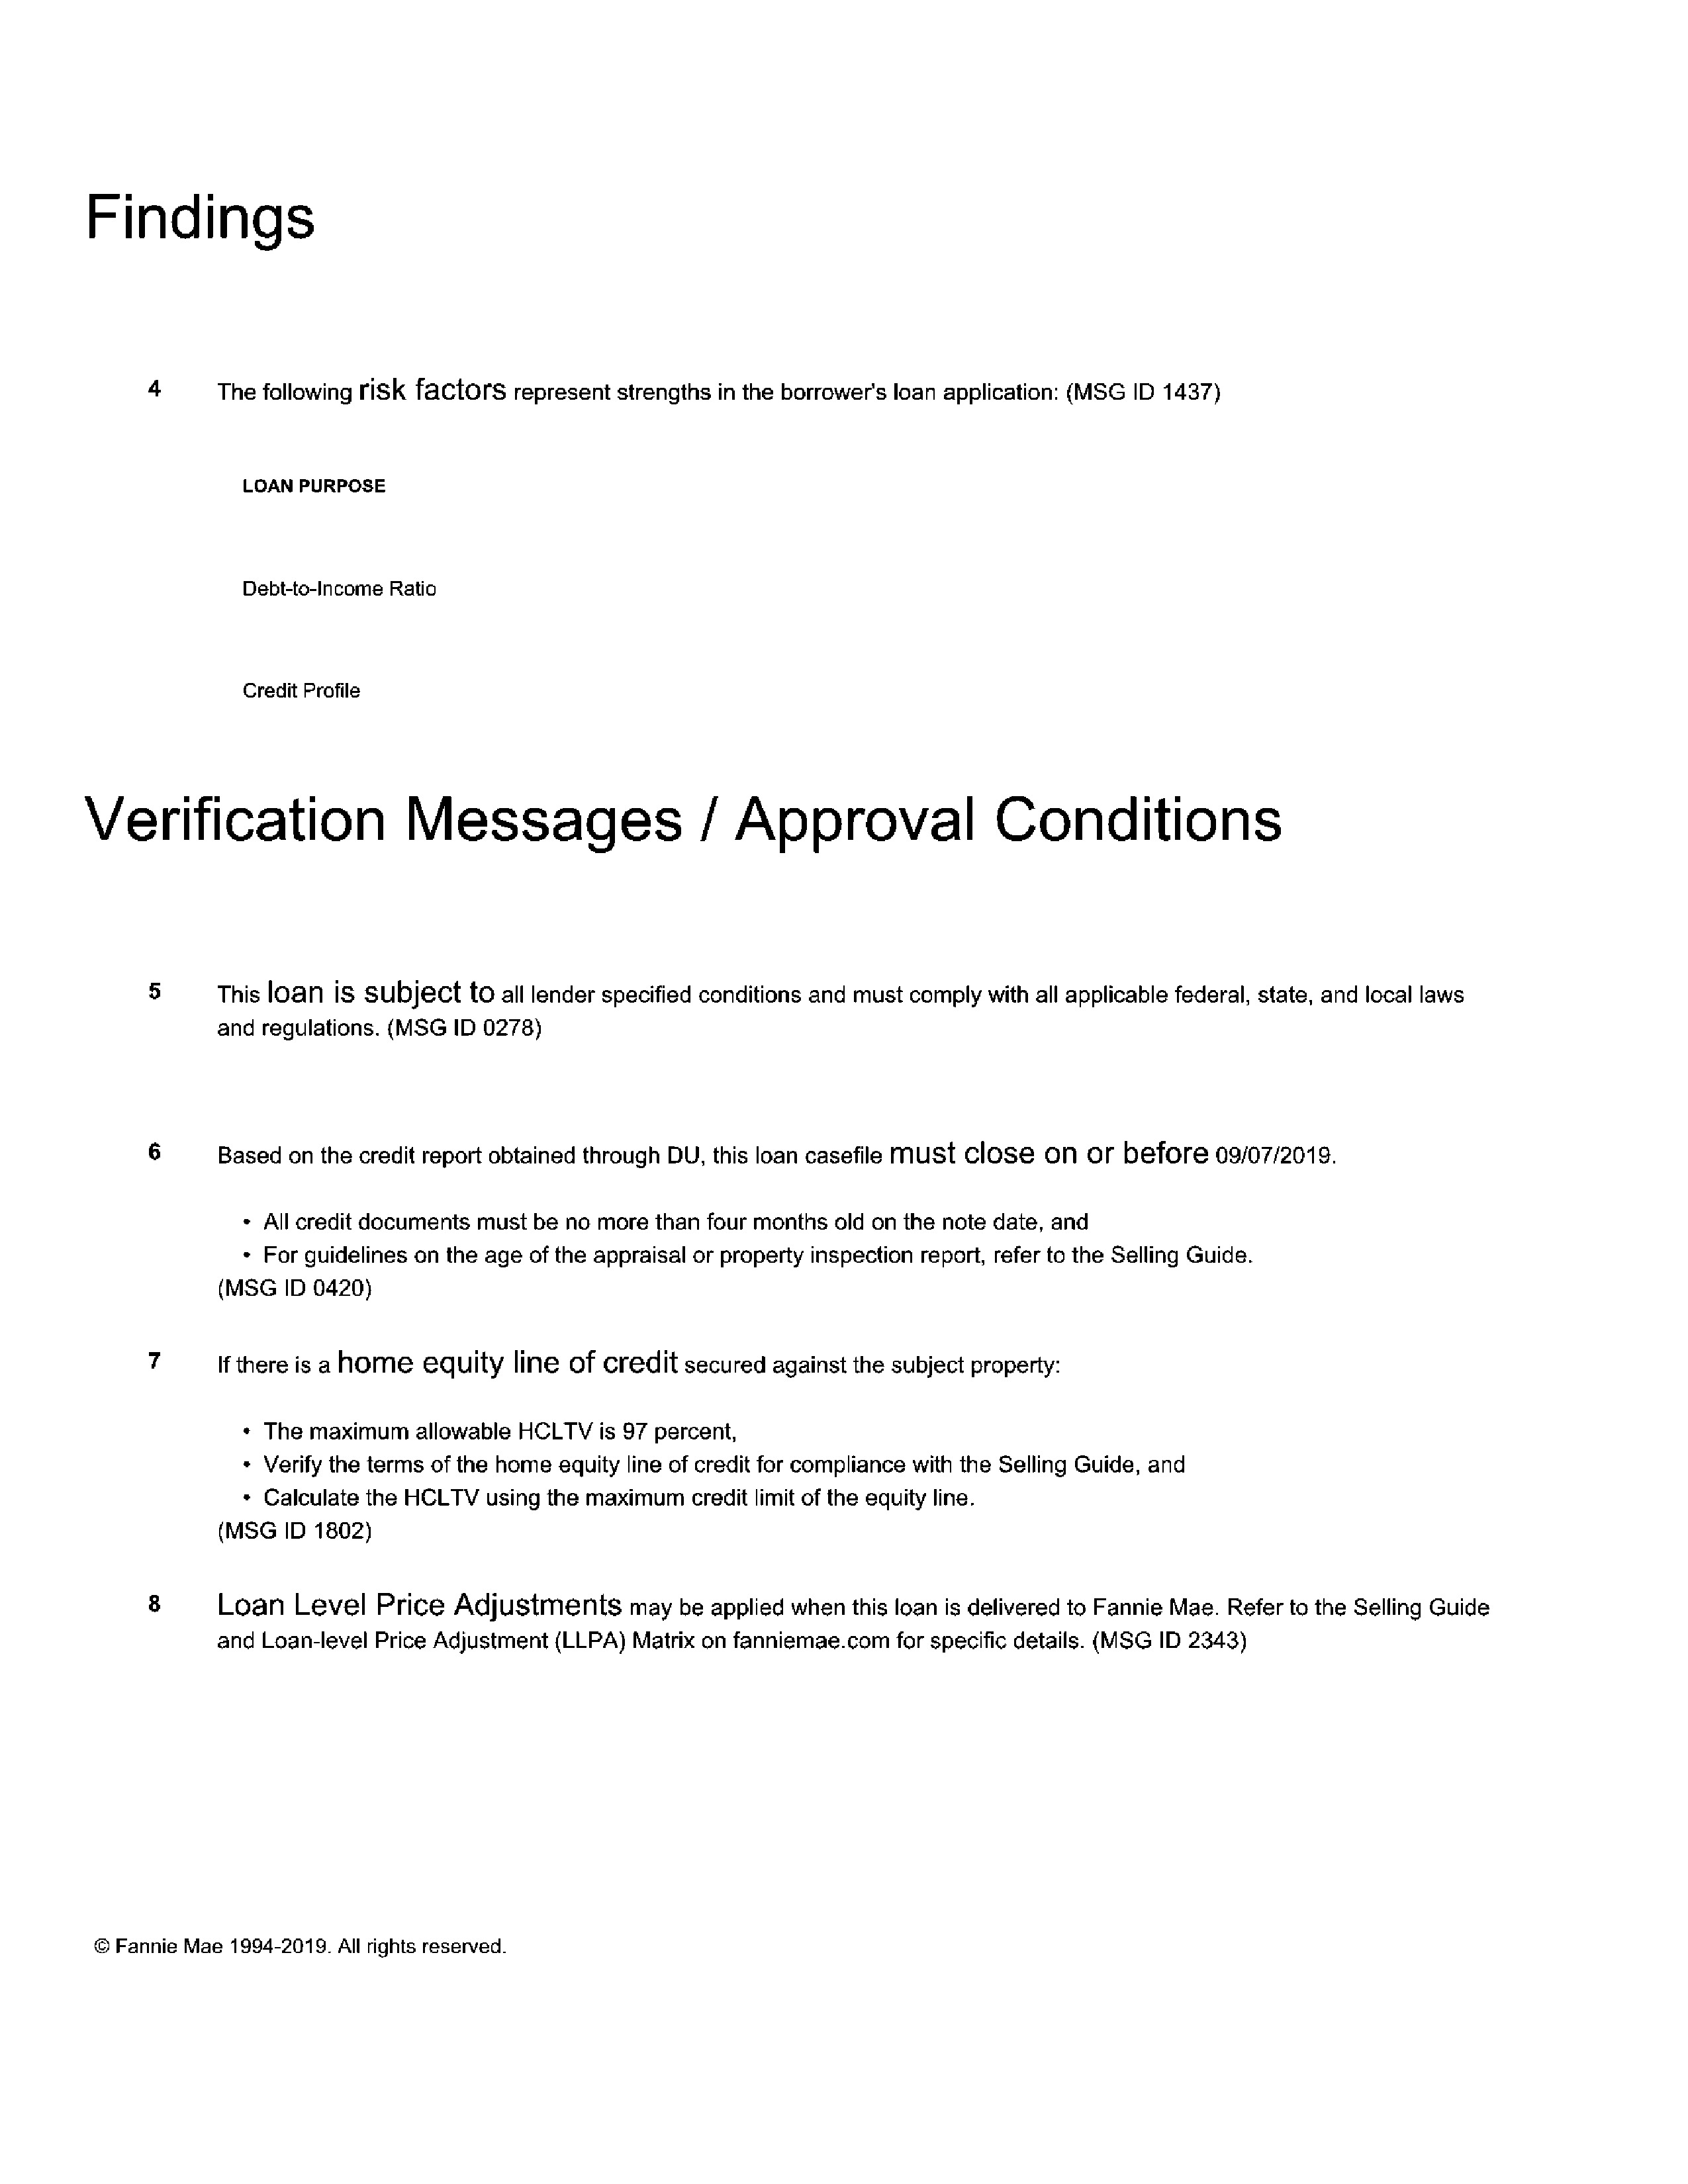 Findings
4 The following risk factors represent strengths in the borrower's loan application: (MSG ID 1437)
LOAN PURPOSE
Debt-to-Income Ratio
Credit Profile
Verification Messages / Approval Conditions
5 This loan is subject to all lender specified conditions and must comply with all applicable federal, state, and local laws
and regulations. (MSG ID 0278)
6 Based on the credit report obtained through DU, this loan casefile must close on or before 09/07/2019.
• All credit documents must be no more than four months old on the note date, and
• For guidelines on the age of the appraisal or property inspection report, refer to the Selling Guide.
(MSG ID 0420)
7 If there is a home equity line of credit secured against the subject property:
• The maximum allowable HCLTV is 97 percent,
• Verify the terms of the home equity line of credit for compliance with the Selling Guide, and
• Calculate the HCLTV using the maximum credit limit of the equity line.
(MSG ID 1802)
8 Loan Level Price Adjustments may be applied when this loan is delivered to Fannie Mae. Refer to the Selling Guide
and Loan-level Price Adjustment (LLPA) Matrix on fanniemae.com for specific details. (MSG ID 2343)
© Fannie Mae 1994-2019. All rights reserved.